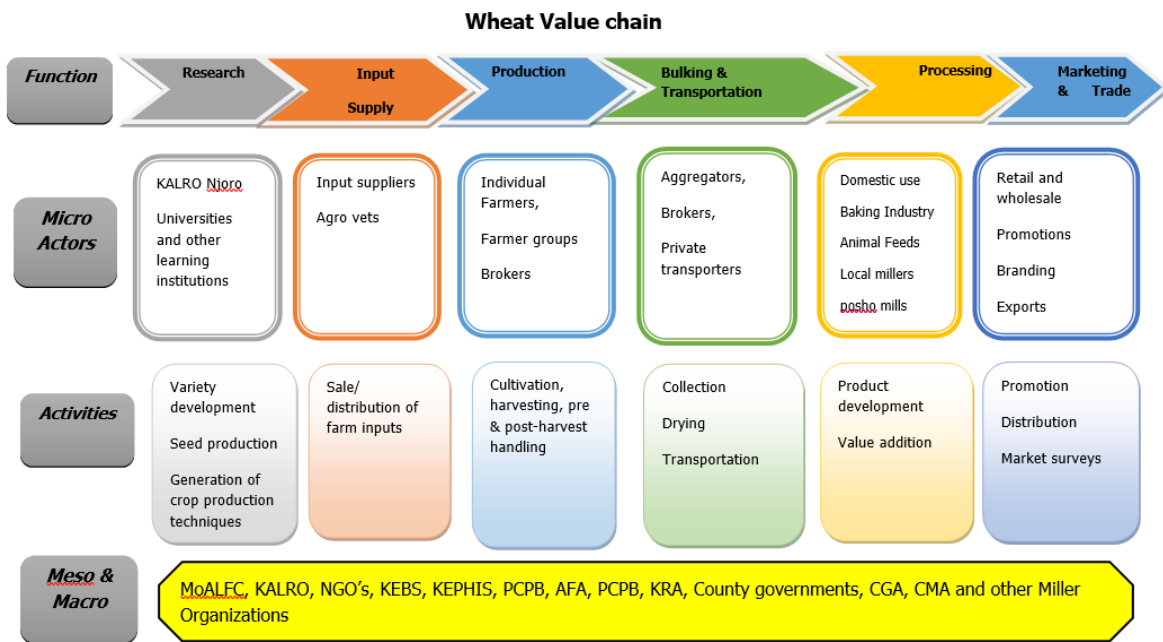 Wheat Value chain
Function
Research
Input
Supply
Production
Bulking &
Transportation
Processing
Marketing
& Trade
Micro
Actors
KALRO Njoro
Universities
and other
learning
institutions
Input suppliers
Agro vets
Individual
Farmers,
Farmer groups
Brokers
Aggregators,
Brokers,
Private
transporters
Domestic use
Baking Industry
Animal Feeds
Local millers
posho mills
Retail and
wholesale
Promotions
Branding
Exports
Activities
Variety
development
Seed production
Generation of
crop production
techniques
Sale/
distribution of
farm inputs
Cultivation,
harvesting, pre
& post-harvest
handling
Collection
Drying
Transportation
Product
development
Value addition
Promotion
Distribution
Market surveys
Meso &
Macro
MoALFC, KALRO, NGO’s, KEBS, KEPHIS, PCPB, AFA, PCPB, KRA, County governments, CGA, CMA and other Miller
Organizations